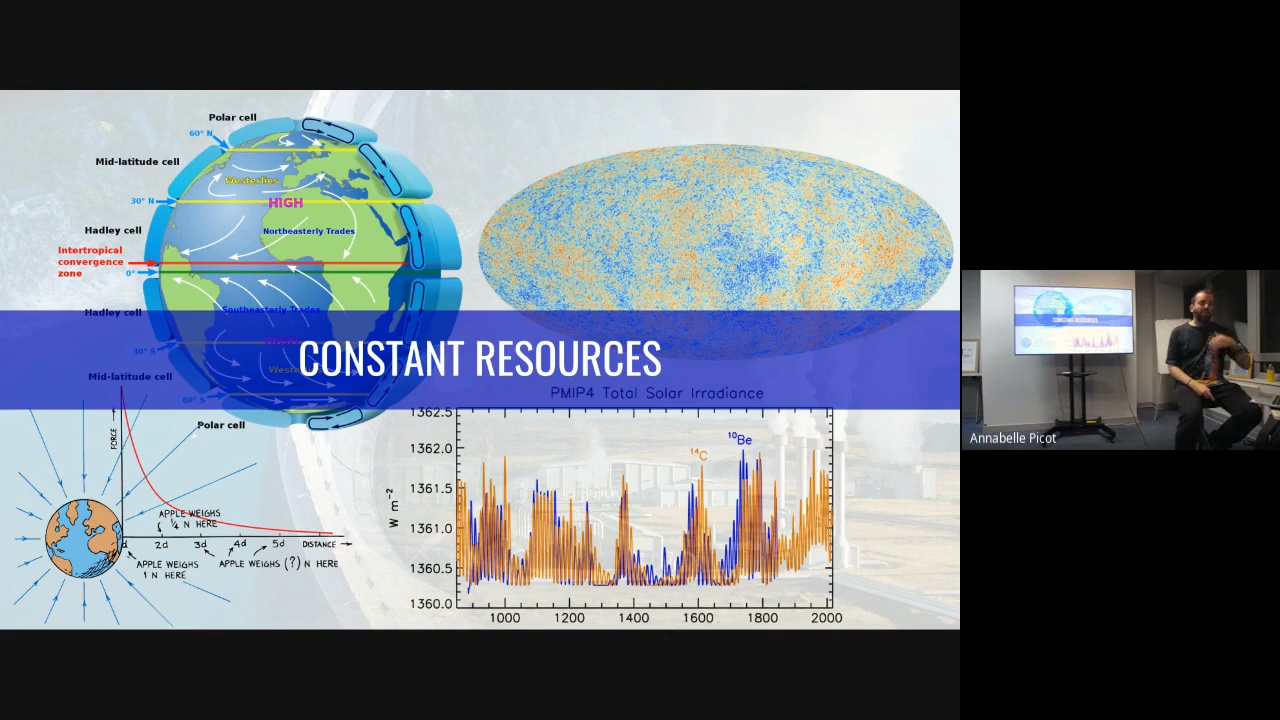 Polar cell
60° N
Mid-latitude cell
Westerlies
30° N
HIGH
Hadley cell
Northeasterly Trades
Intertropical
convergence
zone
0°
Southeasterly Trades
Hadley cell
CONSTANT RESOURCES
30° S
Mid-latitude cell
60° S
Polar cell
PMIP4 Total Solar Irradiance
1362.5
1362.0
1361.5
1361.0
1360.5
1360.0
W m⁻²
¹⁴C
¹⁰Be
1000
1200
1400
1600
1800
2000
FORCE
APPLE WEIGHS
¼ N HERE
d
2d
3d
4d
5d
DISTANCE
APPLE WEIGHS
1 N HERE
APPLE WEIGHS (?) N HERE
CONSTANT RESOURCES
Annabelle Picot